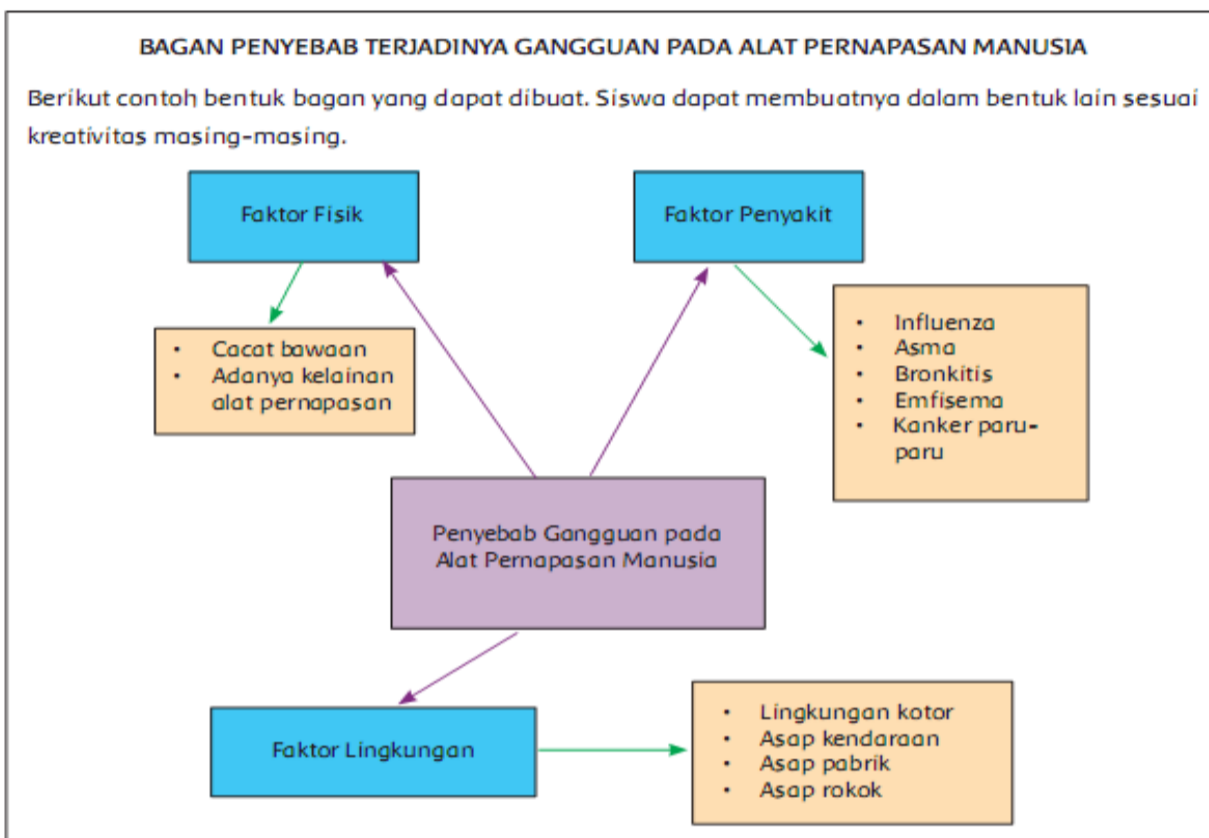 BAGAN PENYEBAB TERJADINYA GANGGUAN PADA ALAT PERNAPASAN MANUSIA
Berikut contoh bentuk bagan yang dapat dibuat. Siswa dapat membuatnya dalam bentuk lain sesuai
kreativitas masing-masing.
Faktor Fisik
Faktor Penyakit
• Cacat bawaan
• Adanya kelainan
alat pernapasan
• Influenza
• Asma
• Bronkitis
• Emfisema
• Kanker paru-
paru
Penyebab Gangguan pada
Alat Pernapasan Manusia
Faktor Lingkungan
• Lingkungan kotor
• Asap kendaraan
• Asap pabrik
• Asap rokok